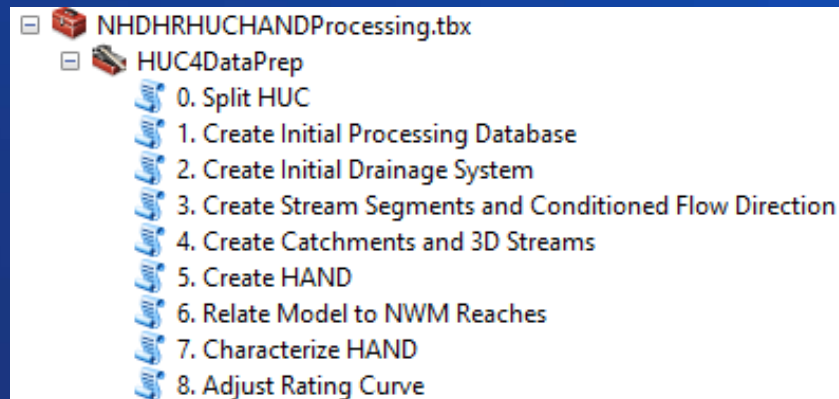 NHDHRHUCHANDProcessing.tbx
HUC4DataPrep
0. Split HUC
1. Create Initial Processing Database
2. Create Initial Drainage System
3. Create Stream Segments and Conditioned Flow Direction
4. Create Catchments and 3D Streams
5. Create HAND
6. Relate Model to NWM Reaches
7. Characterize HAND
8. Adjust Rating Curve